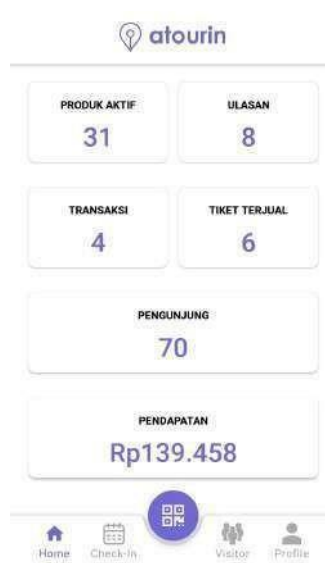 atourin
PRODUK AKTIF
31
ULASAN
8
TRANSAKSI
4
TIKET TERJUAL
6
PENGUNJUNG
70
PENDAPATAN
Rp139.458
Home Check-In Visitor Profile